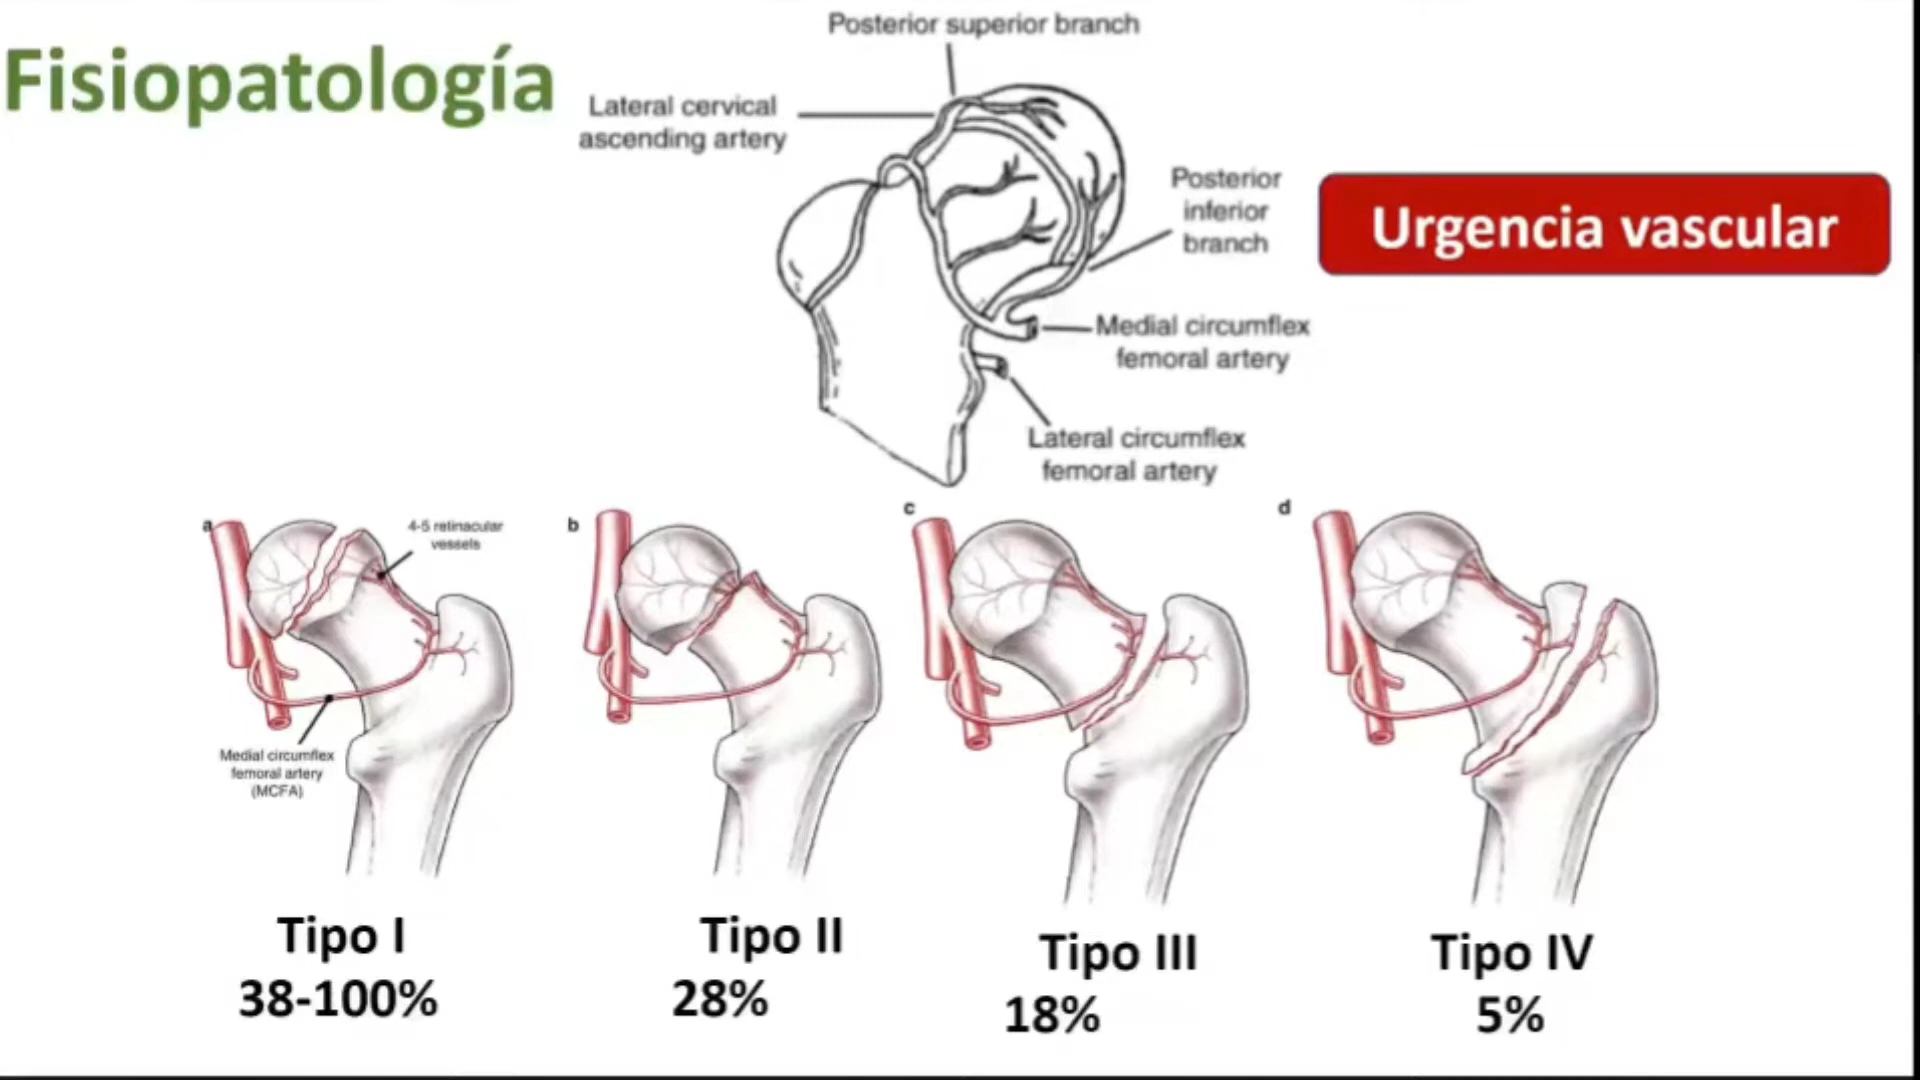 Fisiopatología
Posterior superior branch
Lateral cervical
ascending artery
Posterior
inferior
branch
Urgencia vascular
Medial circumflex
femoral artery
Lateral circumflex
femoral artery
a
4-5 retinacular
vessels
Medial circumflex
femoral artery
(MCFA)
b
c
d
Tipo I
38-100%
Tipo II
28%
Tipo III
18%
Tipo IV
5%